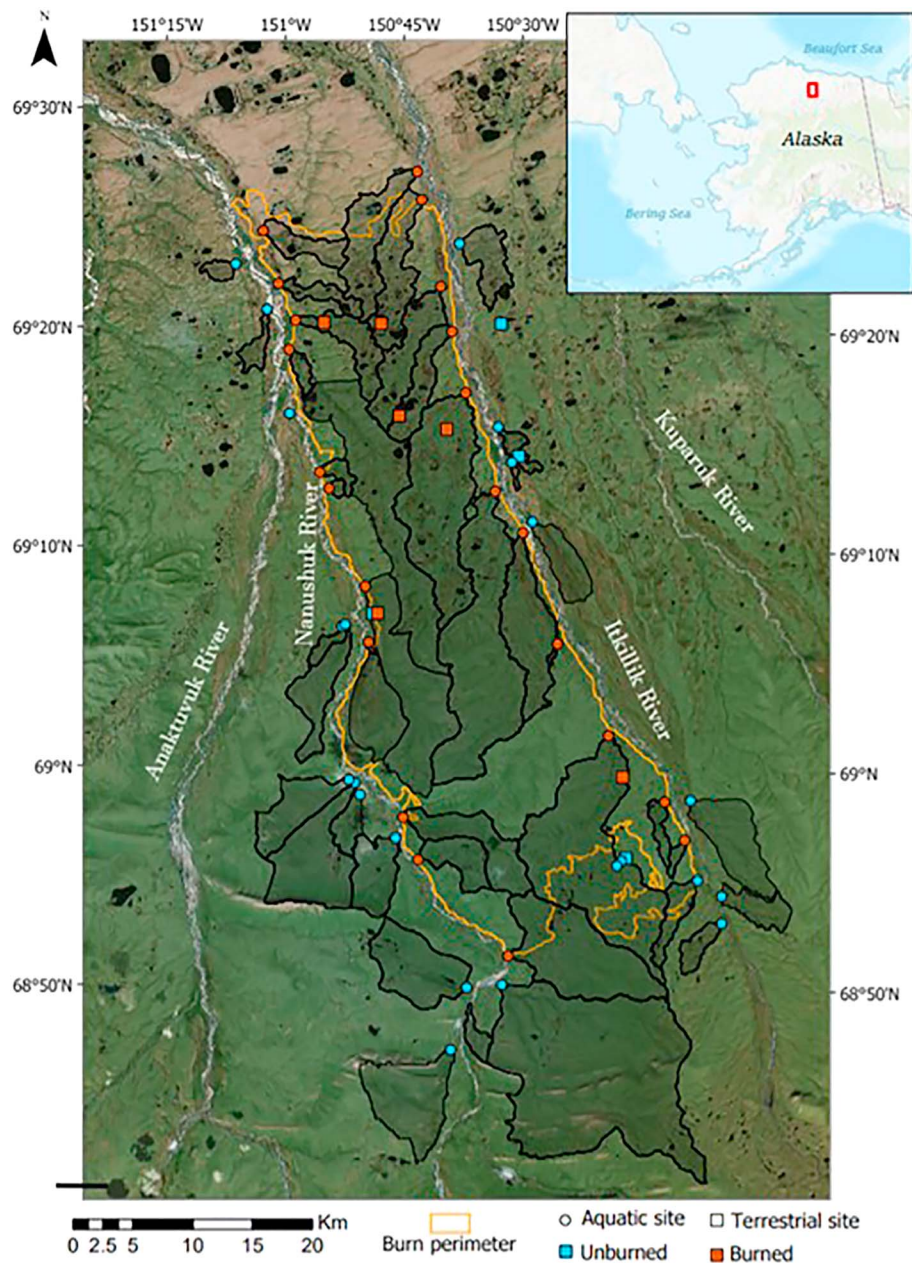 N
151°15'W 151°W 150°45'W 150°30'W
Beaufort Sea
Alaska
Bering Sea
69°30'N
69°20'N 69°20'N
Kuparuk River
69°10'N 69°10'N
Nanushuk River
Itkillik River
Anaktuvuk River
69°N 69°N
68°50'N 68°50'N
Km
0 2.5 5 10 15 20
Burn perimeter
Aquatic site Terrestrial site
Unburned Burned